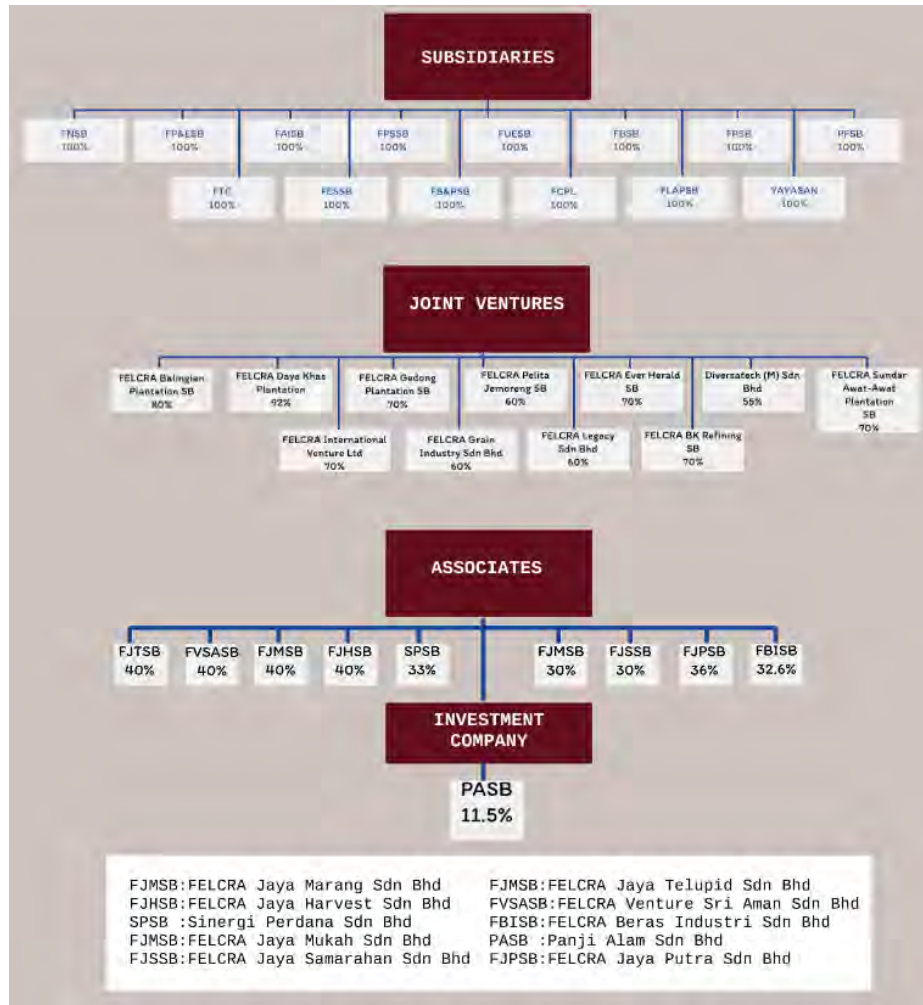 SUBSIDIARIES
FNSB
100%
FP&ESB
100%
FAISB
100%
FPSSB
100%
FUESB
100%
FBSB
100%
FPSB
100%
PFSB
100%
FTC
100%
FESSB
100%
FS&PSB
100%
FCPL
100%
FLAPSB
100%
YAYASAN
100%
JOINT VENTURES
FELCRA Balingian
Plantation SB
80%
FELCRA Daya Khas
Plantation
92%
FELCRA Gedong
Plantation SB
70%
FELCRA Pelita
Jemoreng SB
60%
FELCRA Ever Herald
SB
70%
Diversatech (M) Sdn
Bhd
55%
FELCRA Sundar
Awat-Awat
Plantation
SB
70%
FELCRA International
Venture Ltd
70%
FELCRA Grain
Industry Sdn Bhd
60%
FELCRA Legacy
Sdn Bhd
60%
FELCRA BK Refining
SB
70%
ASSOCIATES
FJTSB
40%
FVSASB
40%
FJMSB
40%
FJHSB
40%
SPSB
33%
FJMSB
30%
FJSSB
30%
FJPSB
36%
FBISB
32.6%
INVESTMENT
COMPANY
PASB
11.5%
FJMSB:FELCRA Jaya Marang Sdn Bhd
FJHSB:FELCRA Jaya Harvest Sdn Bhd
SPSB :Sinergi Perdana Sdn Bhd
FJMSB:FELCRA Jaya Mukah Sdn Bhd
FJSSB:FELCRA Jaya Samarahan Sdn Bhd
FJMSB:FELCRA Jaya Telupid Sdn Bhd
FVSASB:FELCRA Venture Sri Aman Sdn Bhd
FBISB:FELCRA Beras Industri Sdn Bhd
PASB :Panji Alam Sdn Bhd
FJPSB:FELCRA Jaya Putra Sdn Bhd